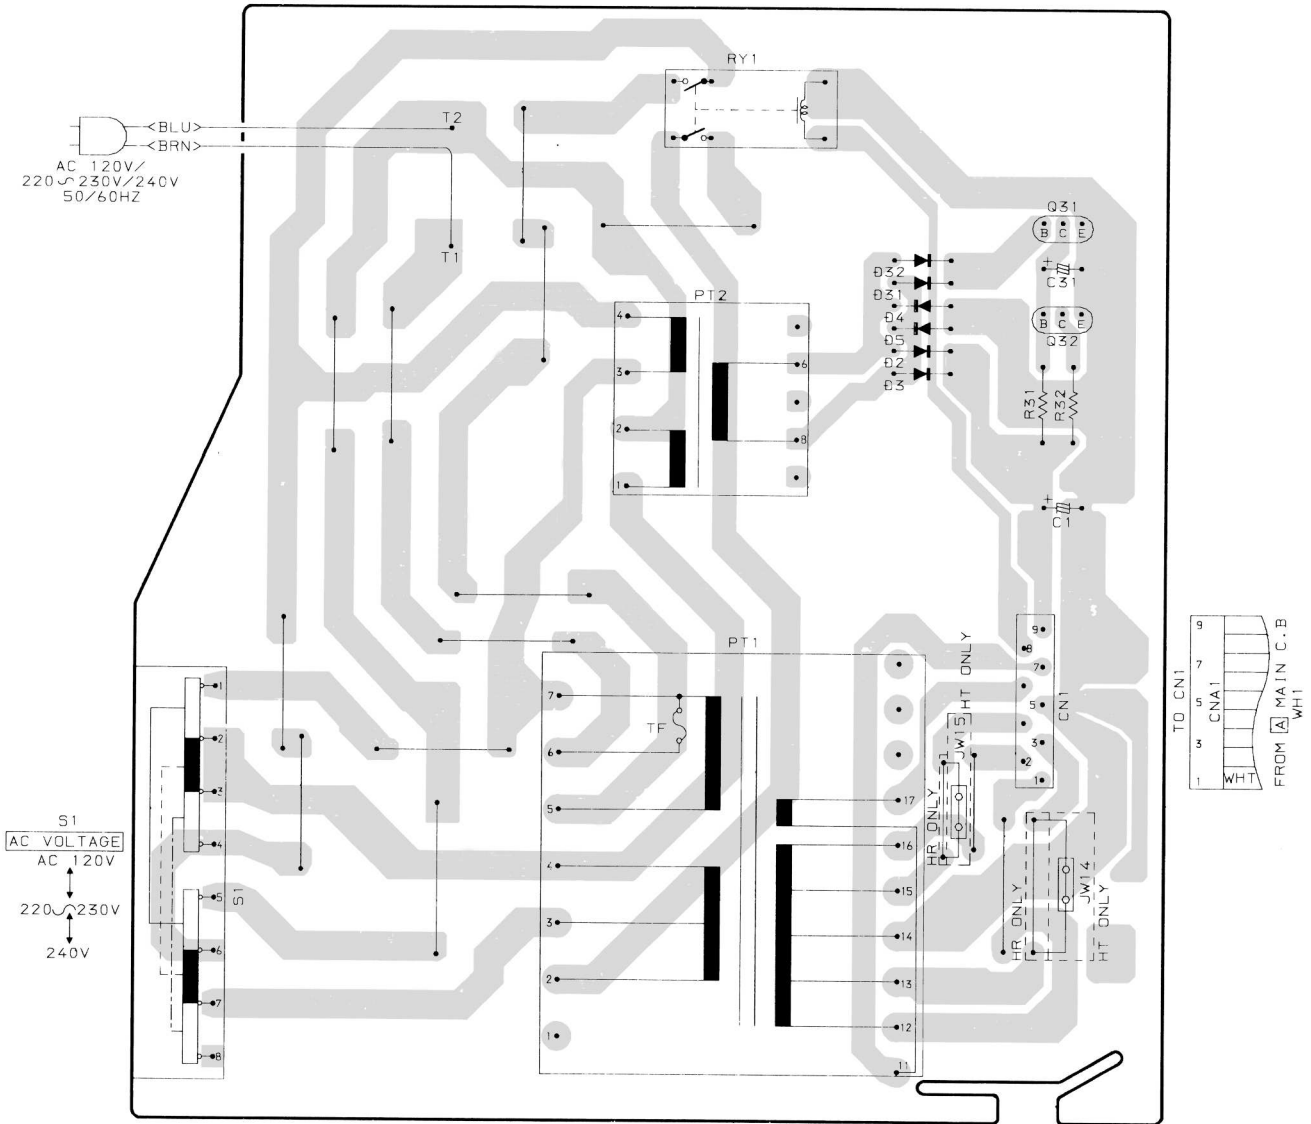 RY1
<BLU>
<BRN>
T2
AC 120V/
220∽230V/240V
50/60HZ
T1
Q31
B C E
+
C31
D32
D31
D4
D5
D2
D3
B C E
Q32
PT2
4
3
2
1
6
8
R31
R32
+
C1
PT1
7
6
5
4
3
2
1
TF
17
16
15
14
13
12
11
HR ONLY
JW15
HT ONLY
9
8
7
5
3
2
1
CN1
HR ONLY
JW14
HT ONLY
TO CN1
9
7
5
3
1
CNA1
WHT
FROM A MAIN C.B
WH1
S1
AC VOLTAGE
AC 120V
220∽230V
240V
1
2
3
4
5
6
7
8
S1